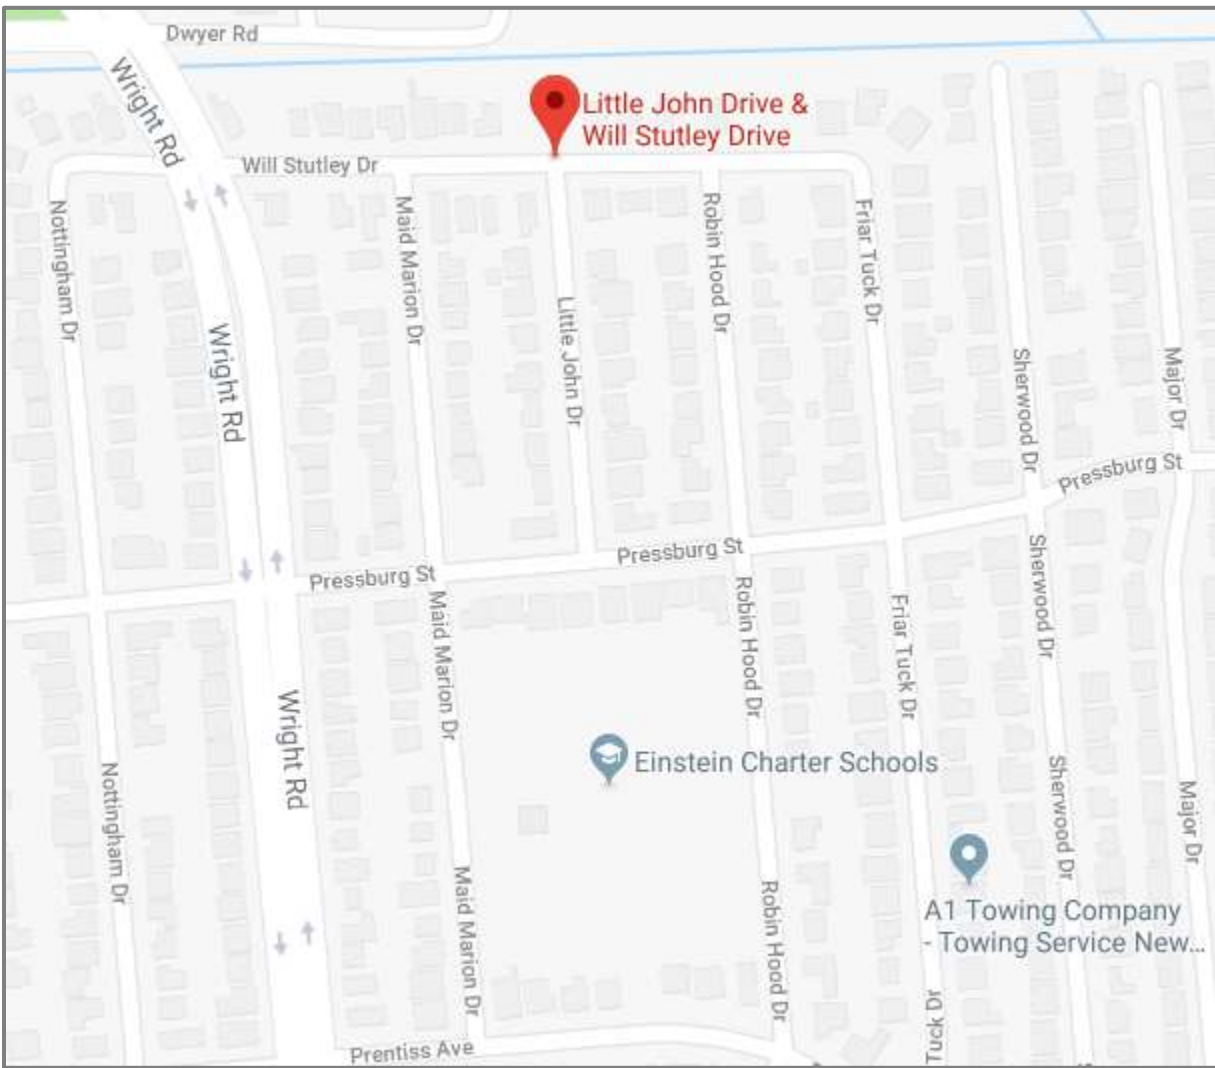 Dwyer Rd
Wright Rd
Little John Drive &
Will Stutley Drive
Will Stutley Dr
Nottingham Dr
Maid Marion Dr
Robin Hood Dr
Friar Tuck Dr
Little John Dr
Wright Rd
Sherwood Dr
Major Dr
Pressburg St
Pressburg St
Pressburg St
Maid Marion Dr
Robin Hood Dr
Friar Tuck Dr
Sherwood Dr
Wright Rd
Einstein Charter Schools
Nottingham Dr
Sherwood Dr
Major Dr
Maid Marion Dr
Robin Hood Dr
A1 Towing Company
- Towing Service New...
Tuck Dr
Prentiss Ave